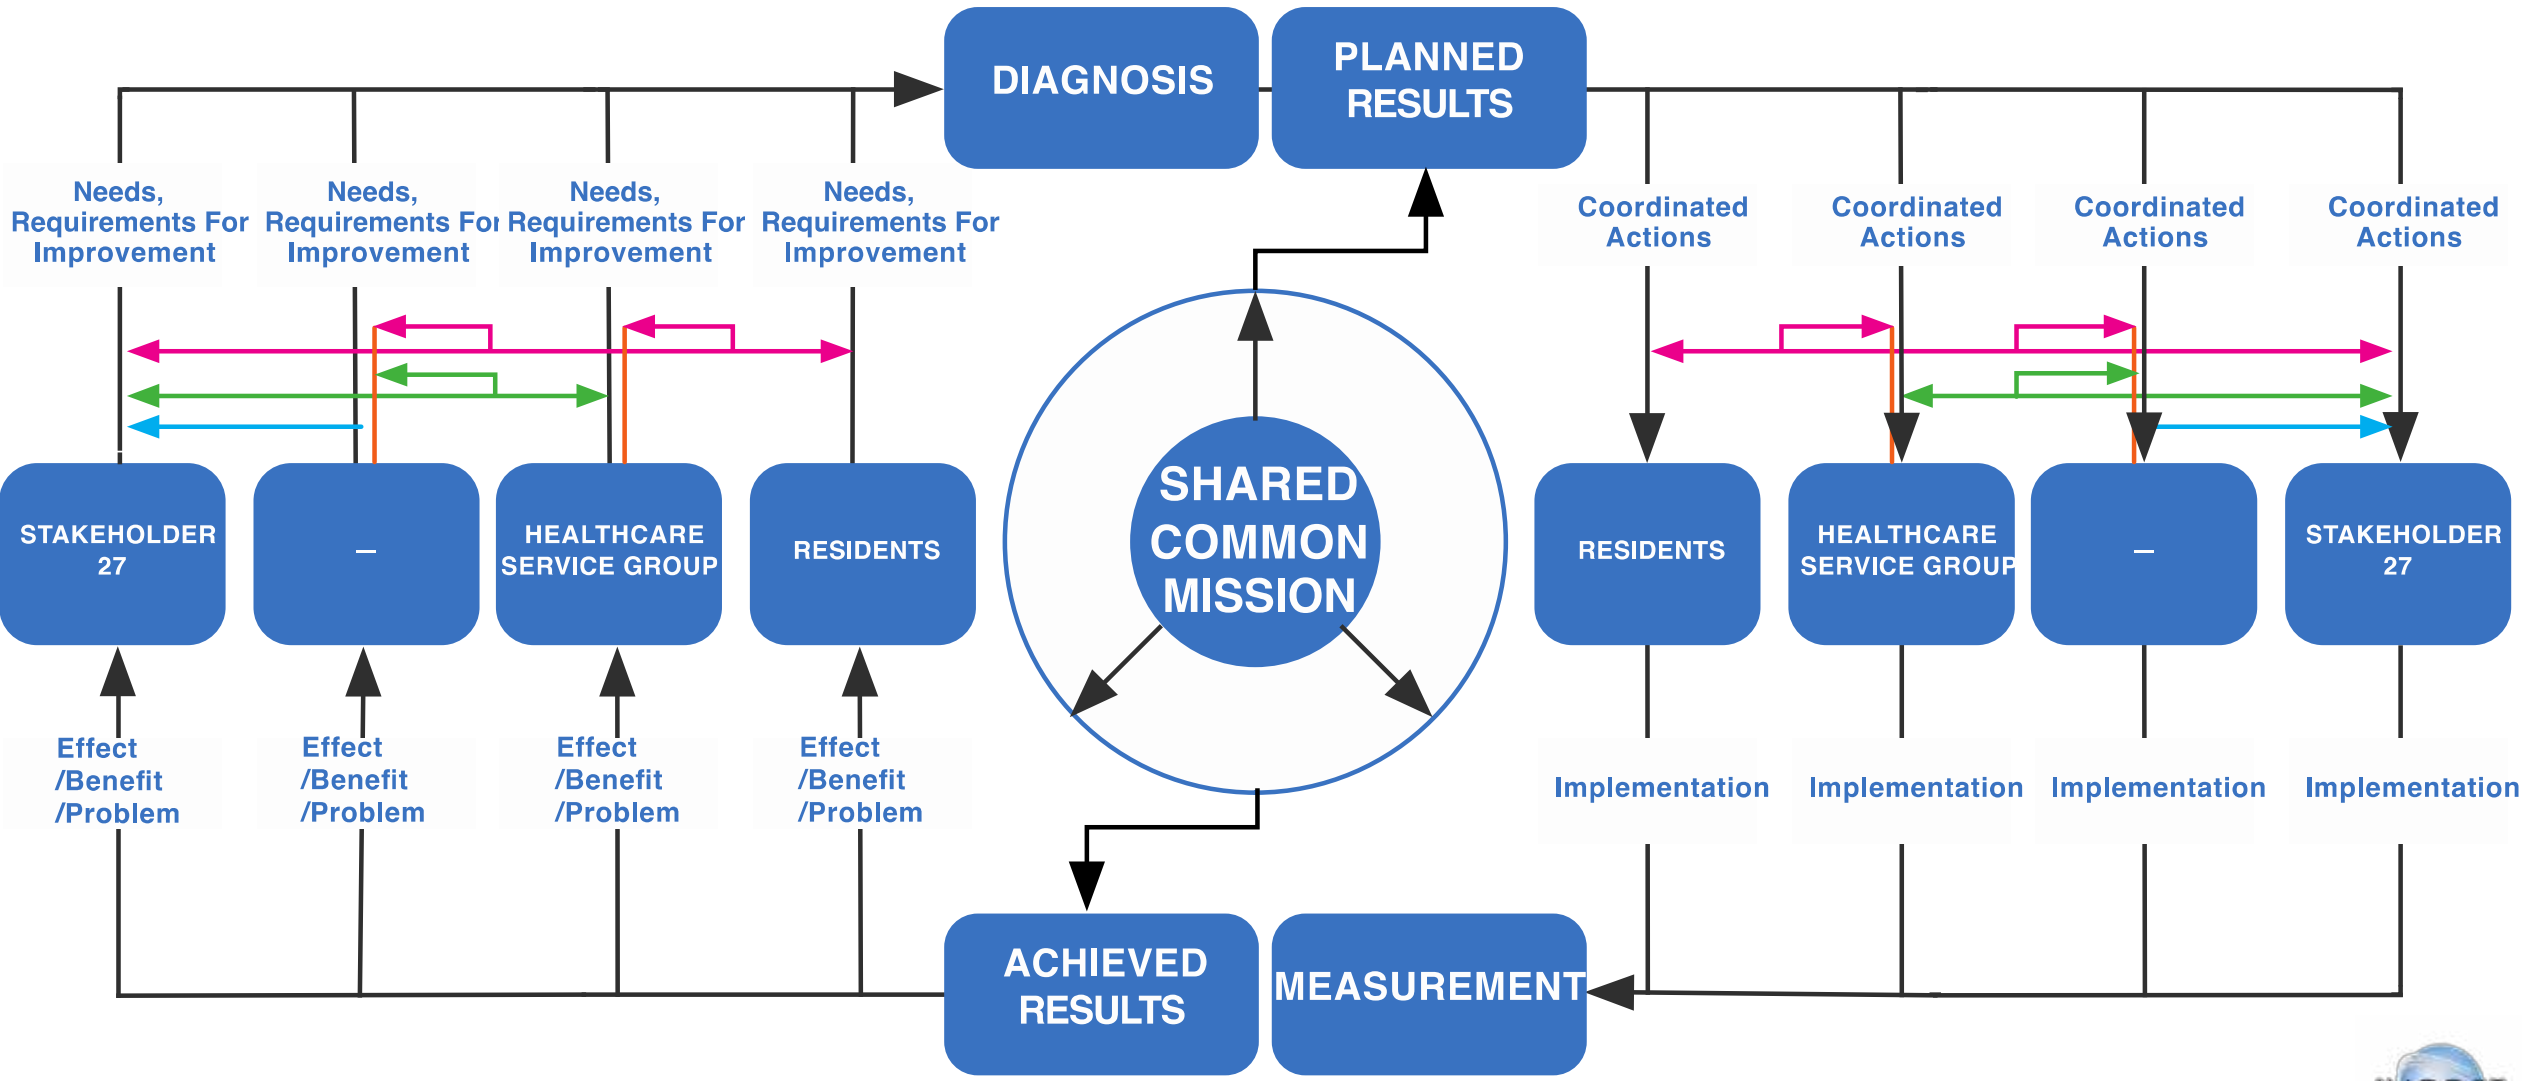 DIAGNOSIS
PLANNED
RESULTS
Needs,
Requirements For
Improvement
Needs,
Requirements For
Improvement
Needs,
Requirements For
Improvement
Needs,
Requirements For
Improvement
Coordinated
Actions
Coordinated
Actions
Coordinated
Actions
Coordinated
Actions
STAKEHOLDER
27
–
HEALTHCARE
SERVICE GROUP
RESIDENTS
SHARED
COMMON
MISSION
RESIDENTS
HEALTHCARE
SERVICE GROUP
–
STAKEHOLDER
27
Effect
/Benefit
/Problem
Effect
/Benefit
/Problem
Effect
/Benefit
/Problem
Effect
/Benefit
/Problem
Implementation
Implementation
Implementation
Implementation
ACHIEVED
RESULTS
MEASUREMENT